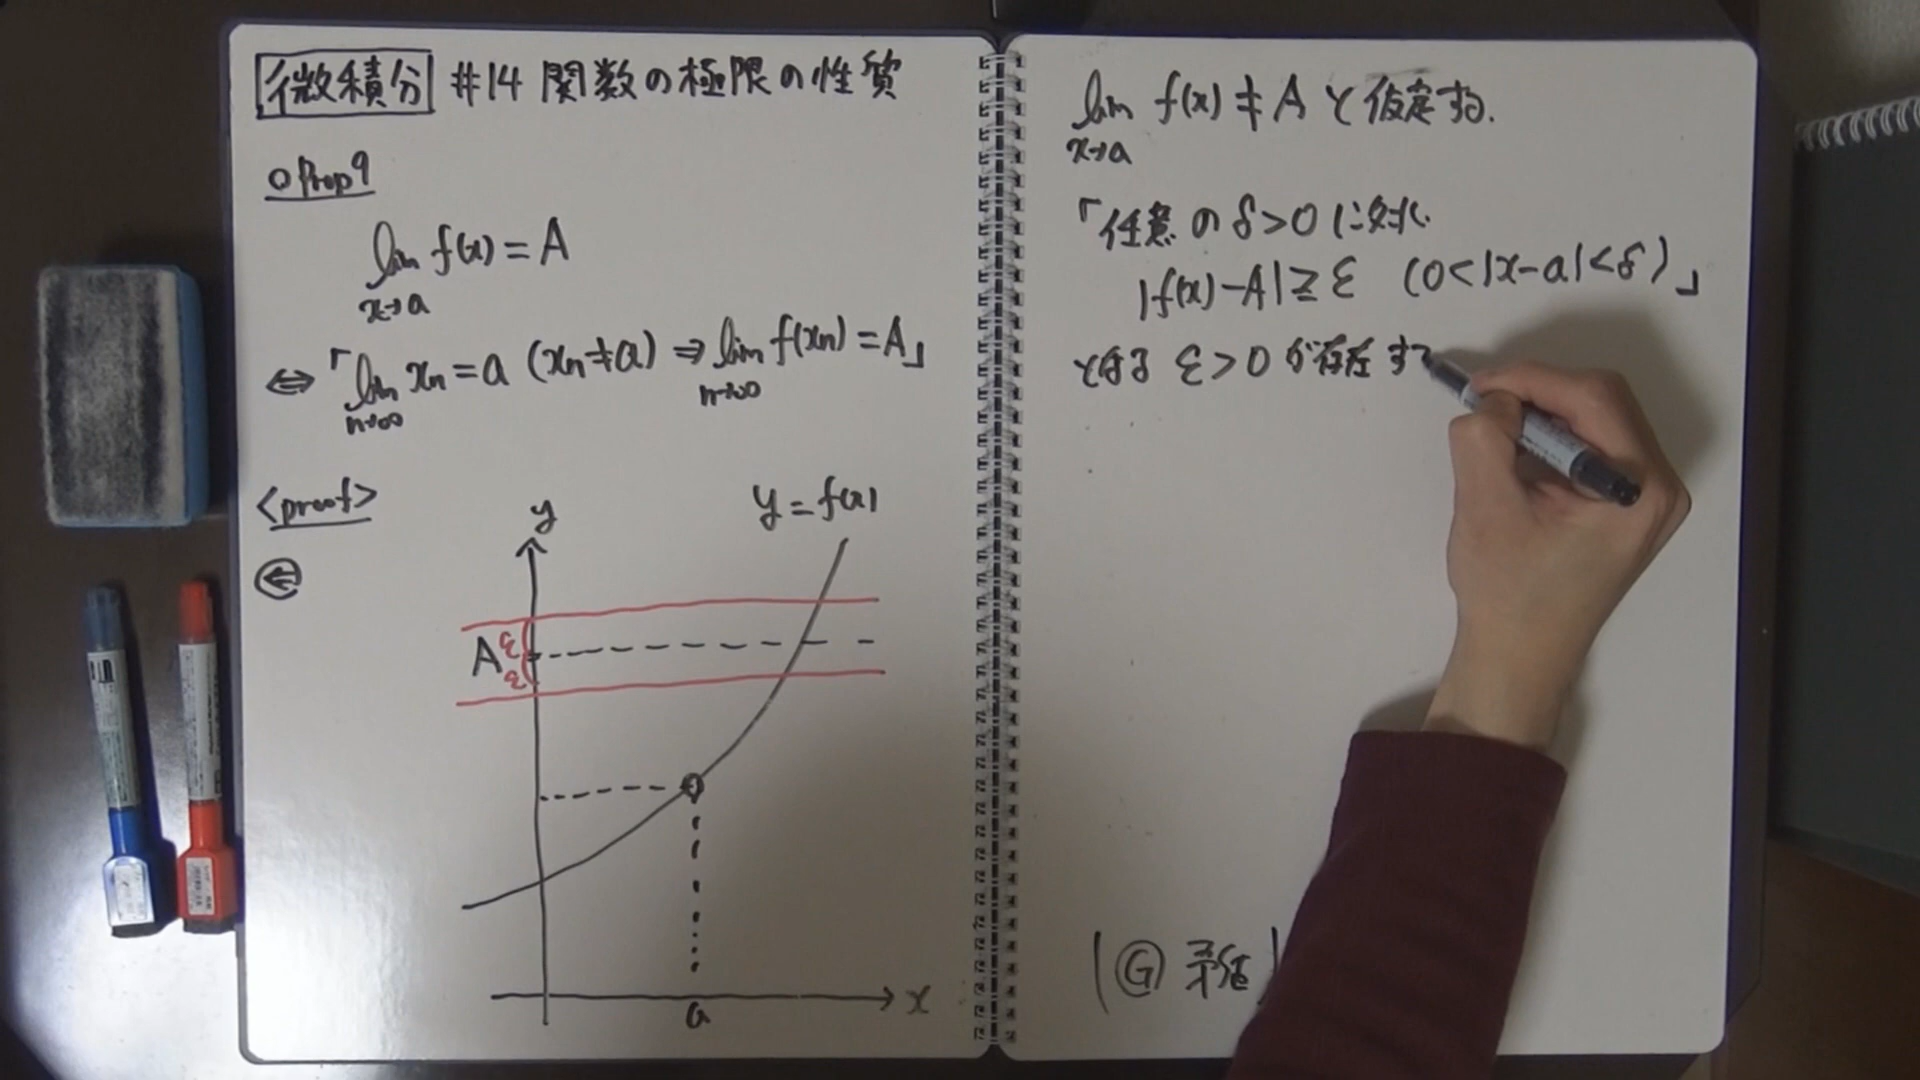 微積分 #14 関数の極限の性質
○Prop9
lim f(x) = A
x→a
⇔「lim xn = a (xn≠a) ⇒ lim f(xn) = A」
n→∞ n→∞
<proof>
⇐
y
y = f(x)
A
ε
ε
a
x
lim f(x) ≠ A と仮定する.
x→a
「任意の δ>0 に対し.
|f(x)-A| ≥ ε (0<|x-a|<δ)」
となる ε>0 が存在する
G 矛盾